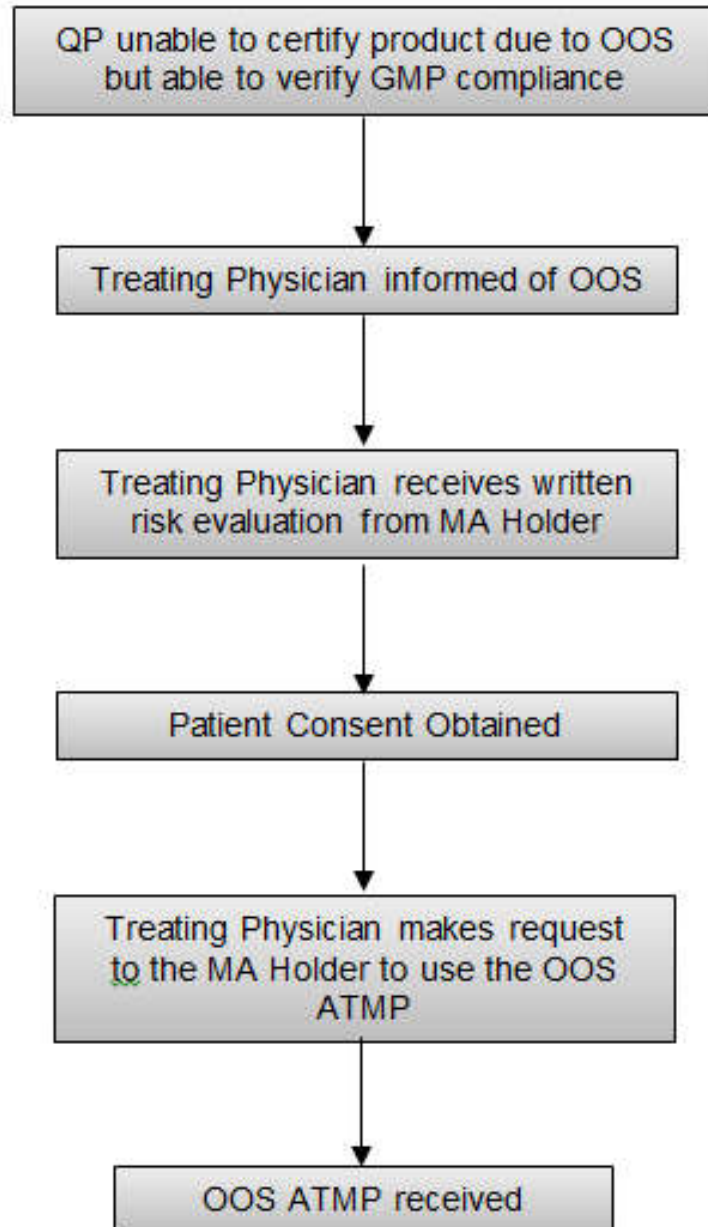 QP unable to certify product due to OOS
but able to verify GMP compliance
Treating Physician informed of OOS
Treating Physician receives written
risk evaluation from MA Holder
Patient Consent Obtained
Treating Physician makes request
to the MA Holder to use the OOS
ATMP
OOS ATMP received